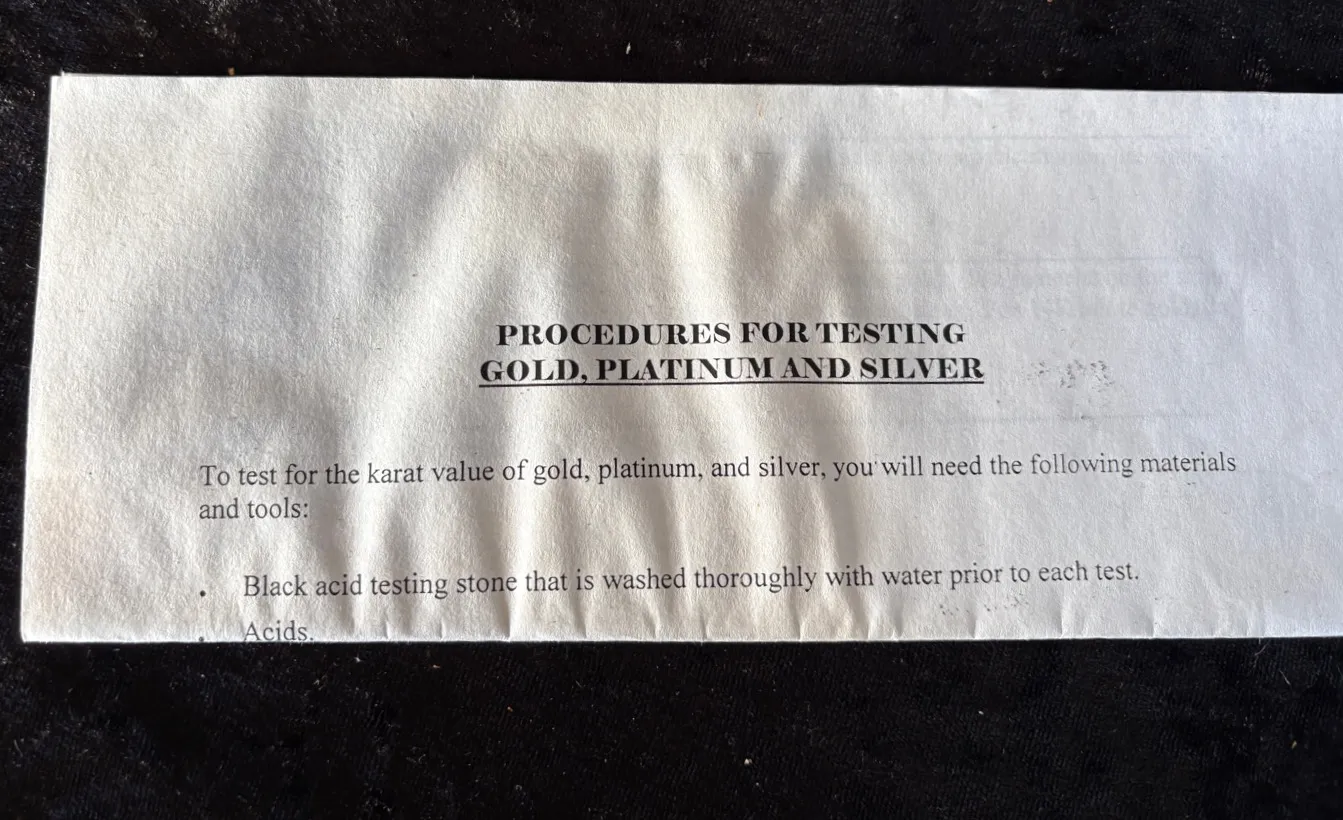 PROCEDURES FOR TESTING
GOLD, PLATINUM AND SILVER
To test for the karat value of gold, platinum, and silver, you will need the following materials
and tools:
. Black acid testing stone that is washed thoroughly with water prior to each test.
. Acids.